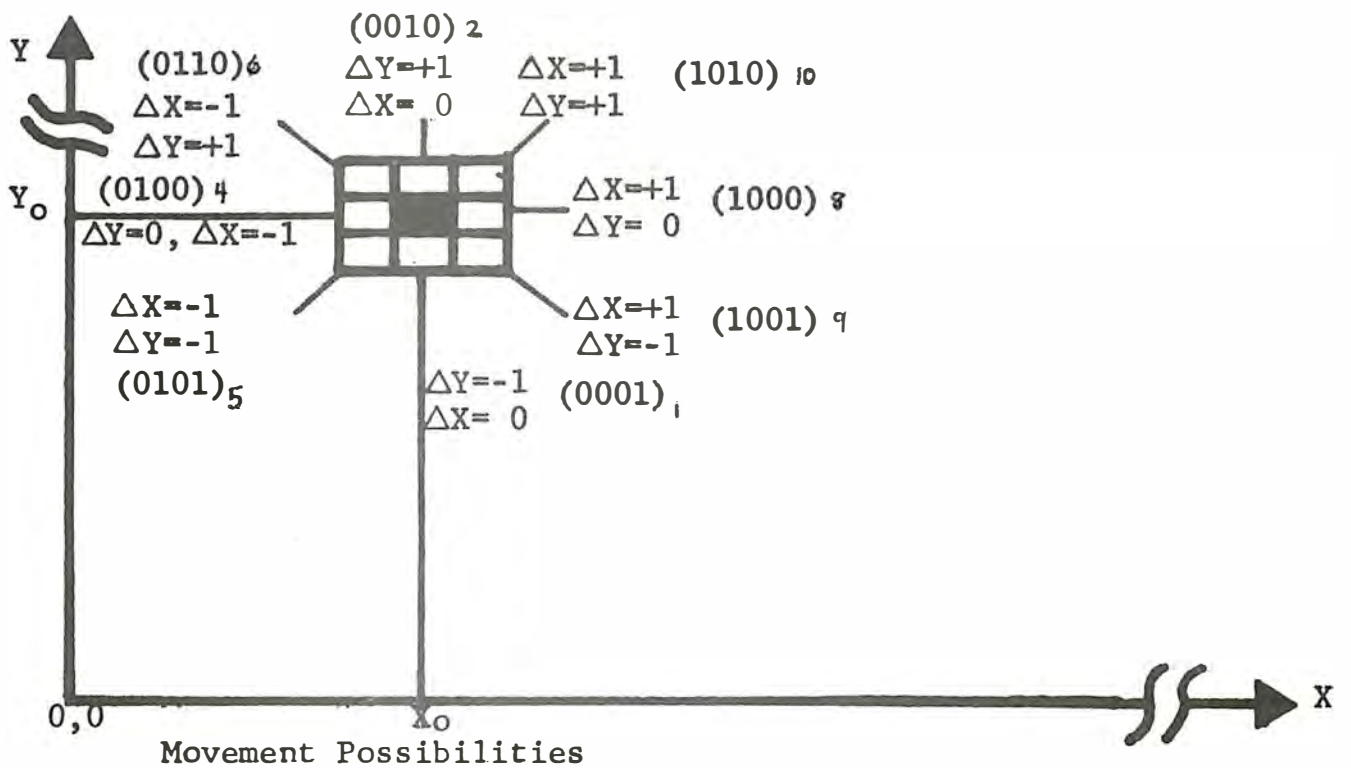 Y
(0010) 2
ΔY=+1
ΔX= 0
(0110)6
ΔX=-1
ΔY=+1
ΔX=+1
ΔY=+1
(1010) 10
Yo
(0100) 4
ΔY=0, ΔX=-1
ΔX=+1
ΔY= 0
(1000) 8
ΔX=-1
ΔY=-1
(0101)5
ΔX=+1
ΔY=-1
(1001) 9
ΔY=-1
ΔX= 0
(0001) 1
0,0
Xo
X
Movement Possibilities